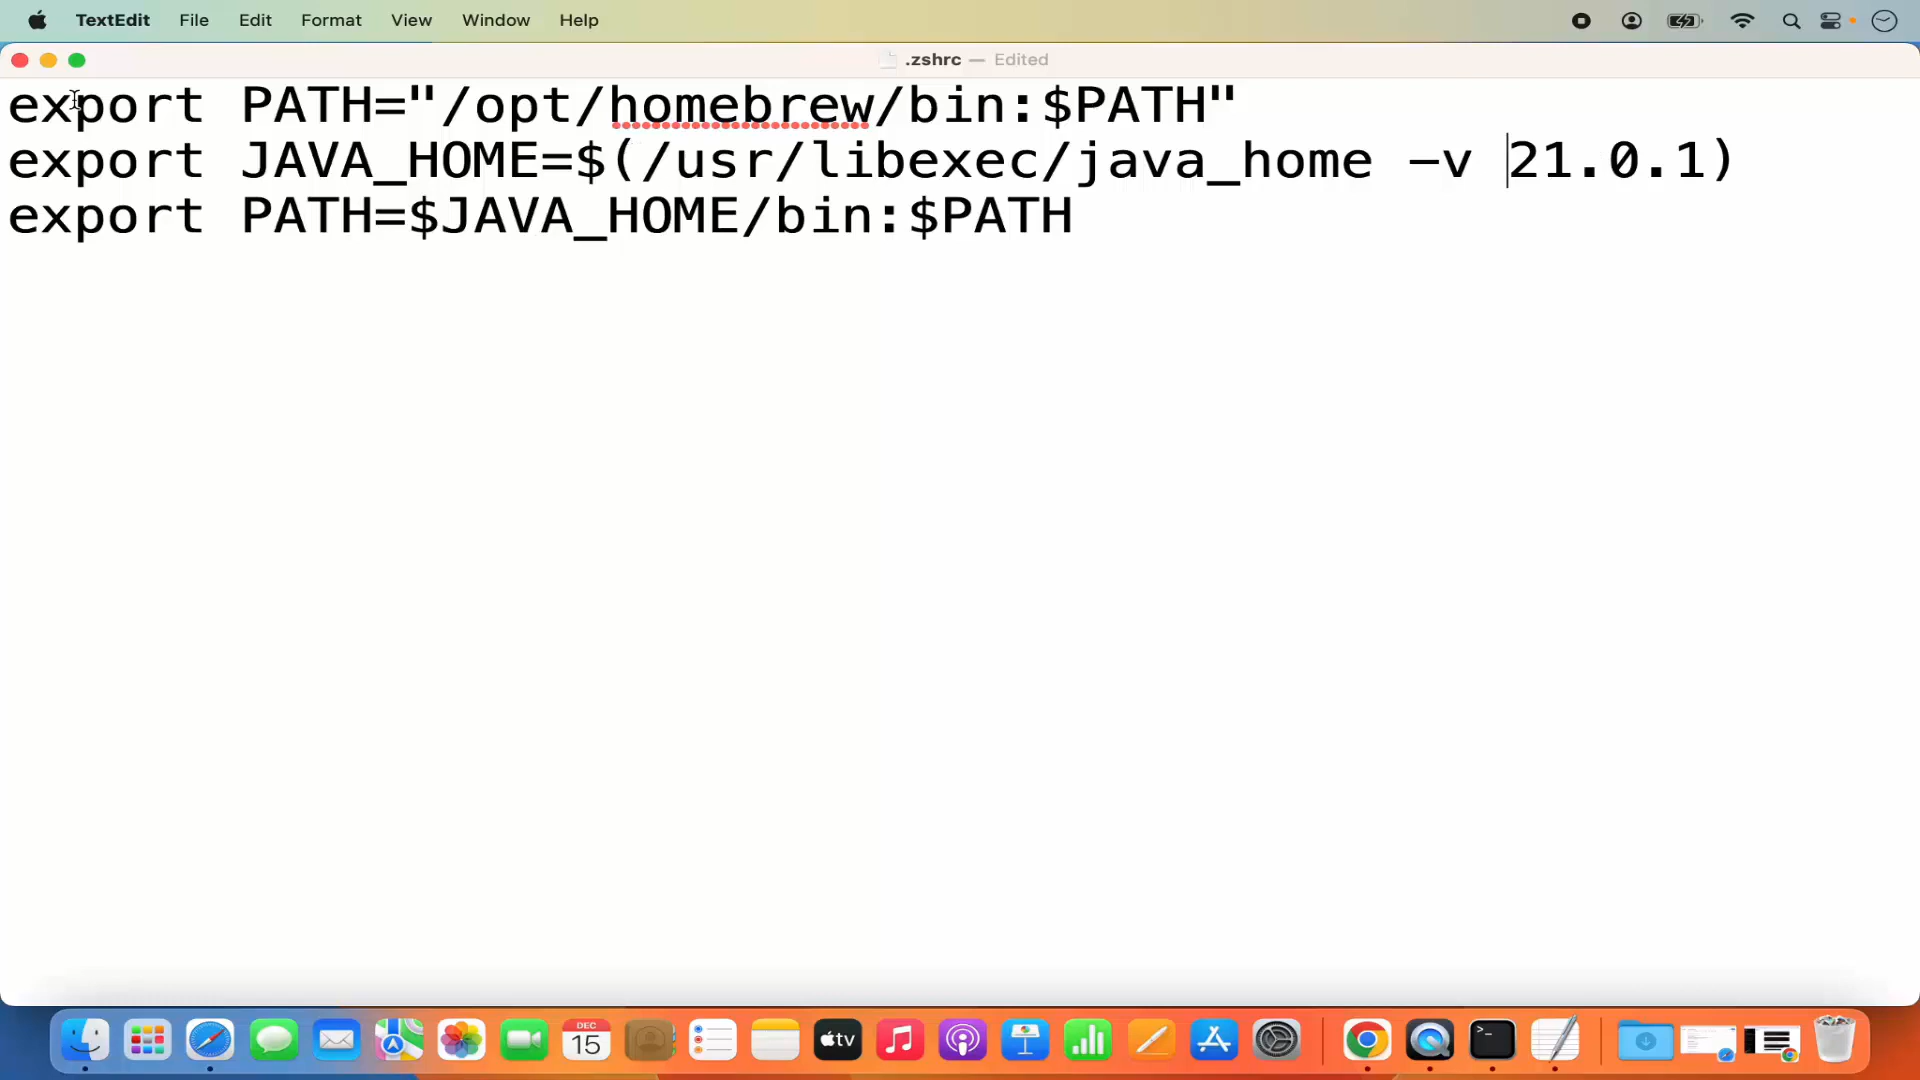 TextEdit File Edit Format View Window Help
.zshrc — Edited
export PATH="/opt/homebrew/bin:$PATH"
export JAVA_HOME=$(/usr/libexec/java_home –v 21.0.1)
export PATH=$JAVA_HOME/bin:$PATH
DEC
15
tv
>_